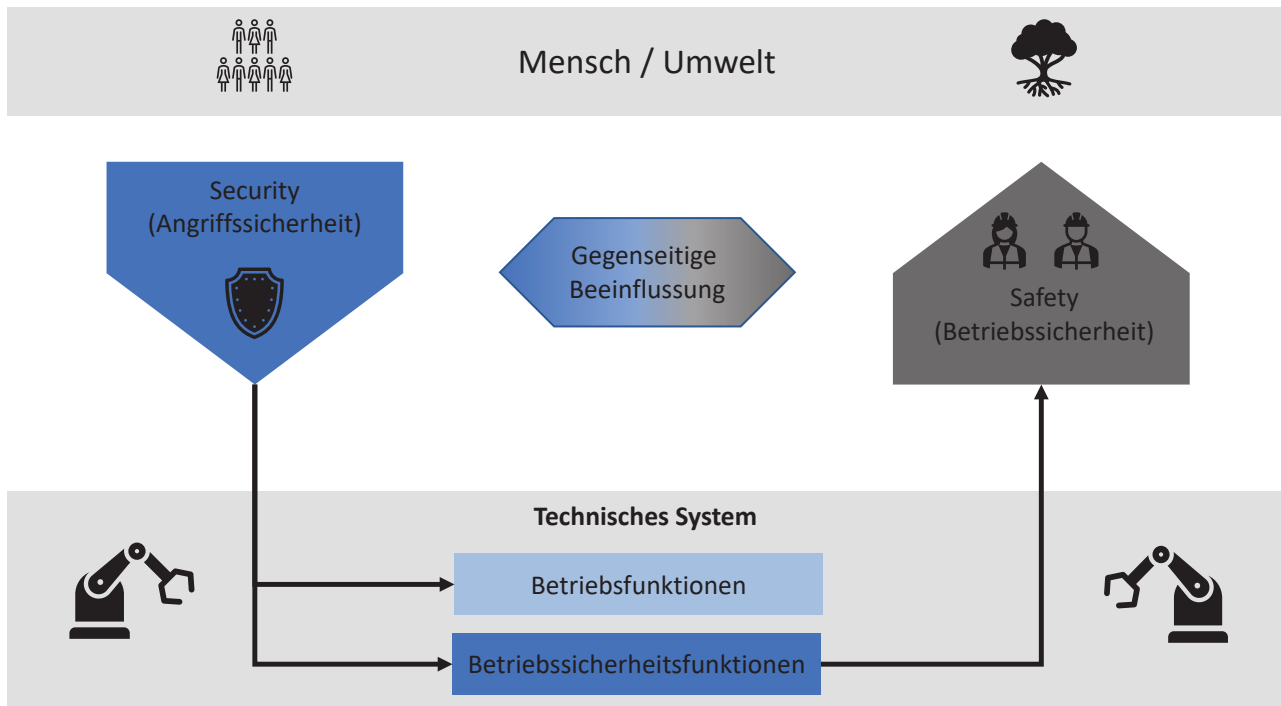 Mensch / Umwelt
Security
(Angriffssicherheit)
Gegenseitige
Beeinflussung
Safety
(Betriebssicherheit)
Technisches System
Betriebsfunktionen
Betriebssicherheitsfunktionen